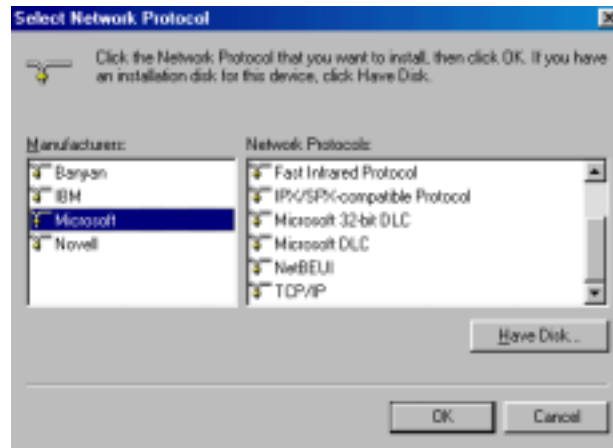 Select Network Protocol
Click the Network Protocol that you want to install, then click OK. If you have
an installation disk for this device, click Have Disk.
Manufacturers:
Banyan
IBM
Microsoft
Novell
Network Protocols:
Fast Infrared Protocol
IPX/SPX-compatible Protocol
Microsoft 32-bit DLC
Microsoft DLC
NetBEUI
TCP/IP
Have Disk...
OK
Cancel